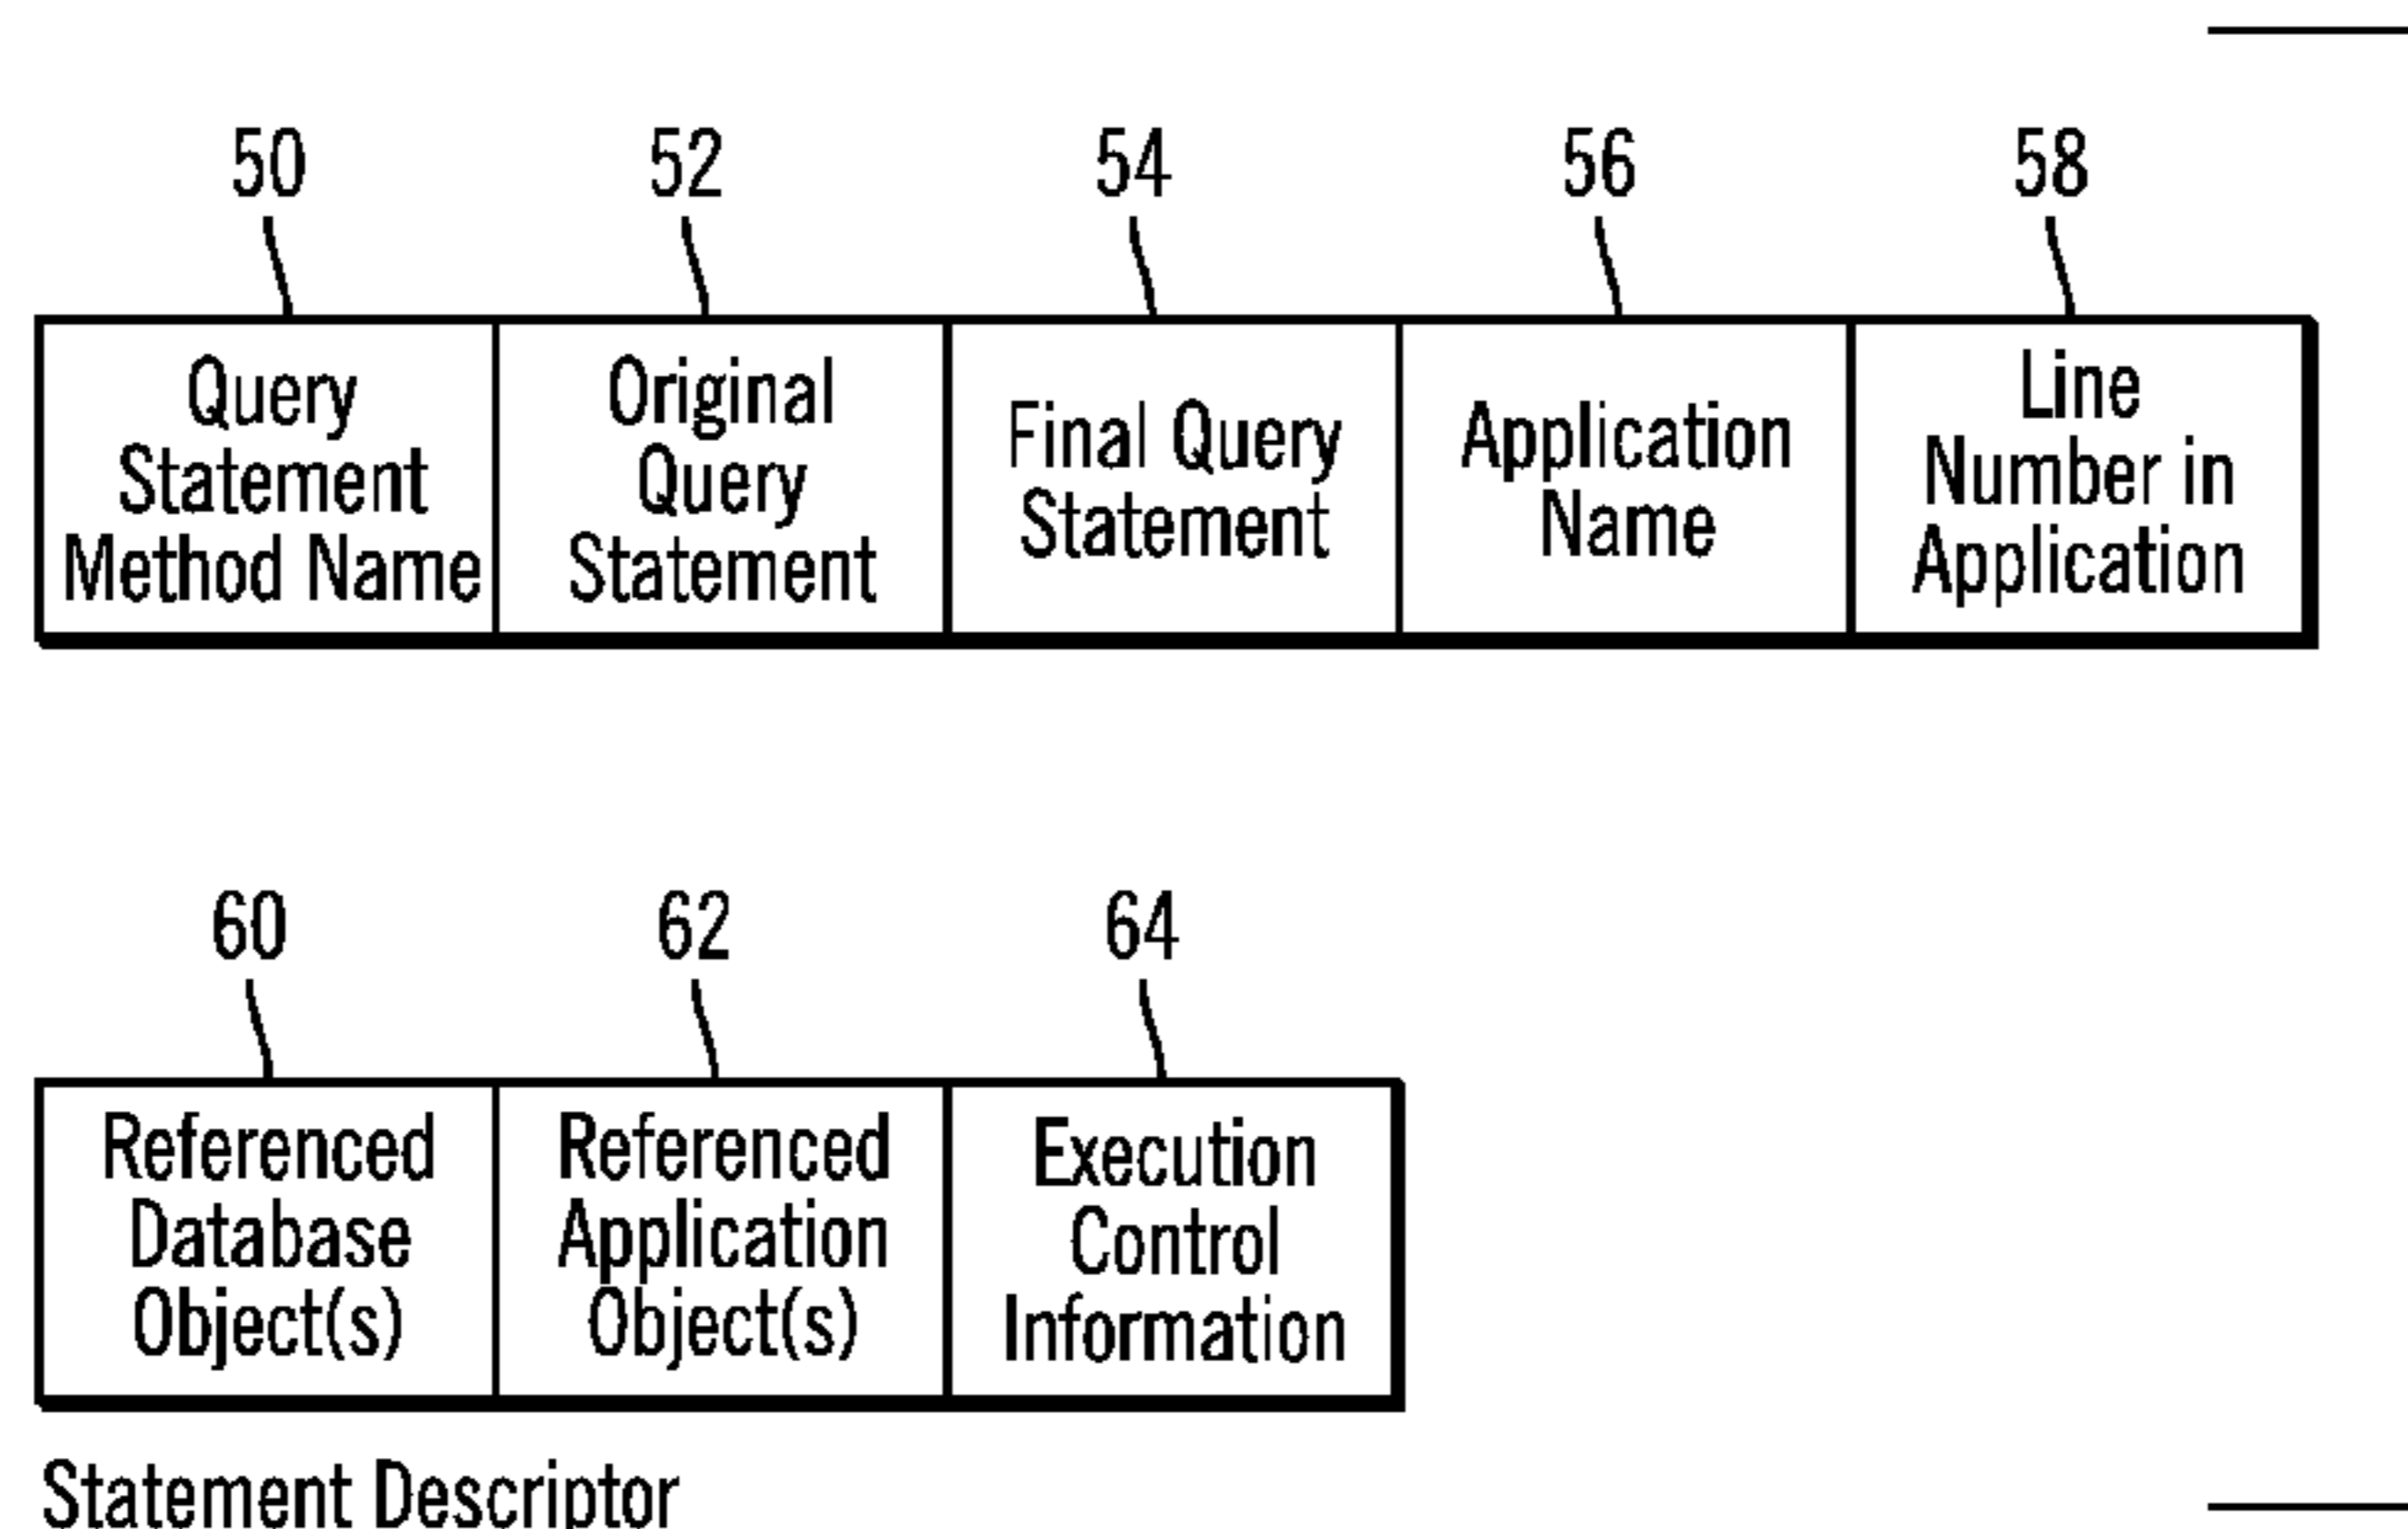 50 52 54 56 58
Query
Statement
Method Name
Original
Query
Statement
Final Query
Statement
Application
Name
Line
Number in
Application
60 62 64
Referenced
Database
Object(s)
Referenced
Application
Object(s)
Execution
Control
Information
Statement Descriptor